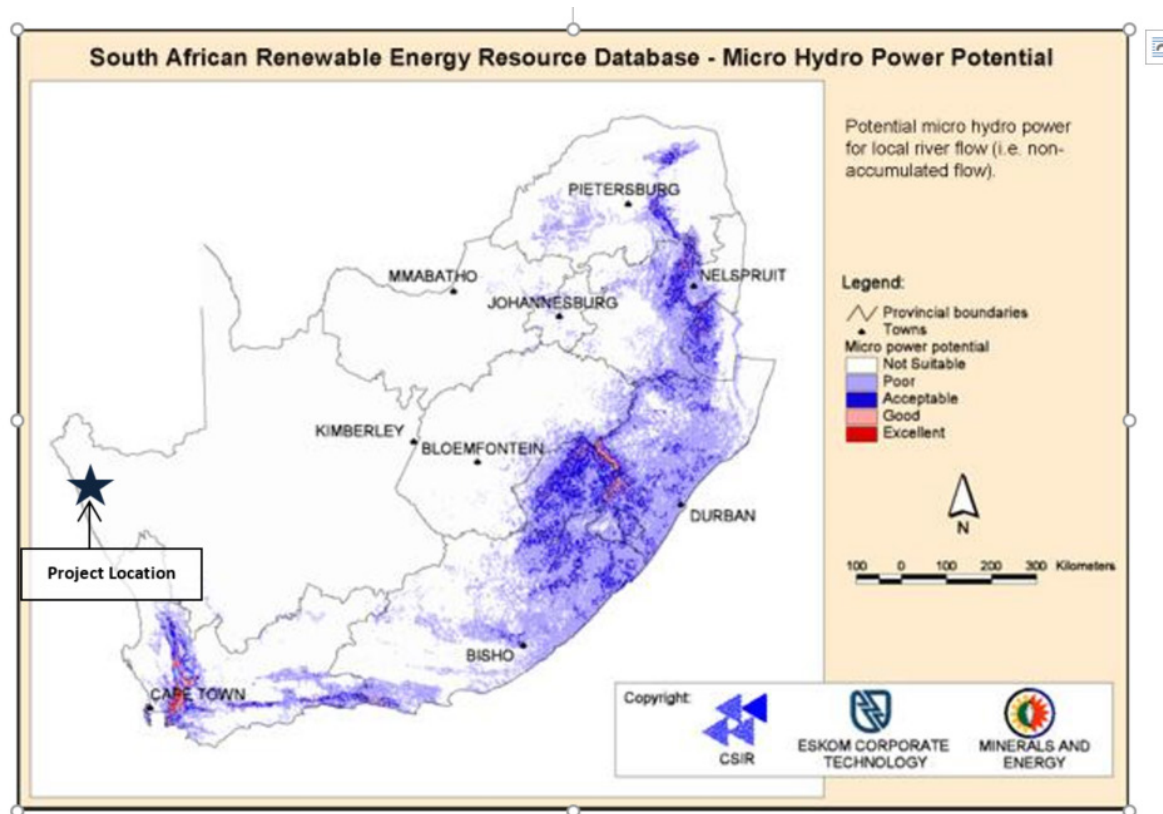 South African Renewable Energy Resource Database - Micro Hydro Power Potential
Potential micro hydro power
for local river flow (i.e. non-
accumulated flow).
PIETERSBURG
MMABATHO
NELSPRUIT
JOHANNESBURG
KIMBERLEY
BLOEMFONTEIN
DURBAN
Project Location
BISHO
CAPE TOWN
Legend:
Provincial boundaries
Towns
Micro power potential
Not Suitable
Poor
Acceptable
Good
Excellent
N
100 0 100 200 300 Kilometers
Copyright:
CSIR
ESKOM CORPORATE
TECHNOLOGY
MINERALS AND
ENERGY